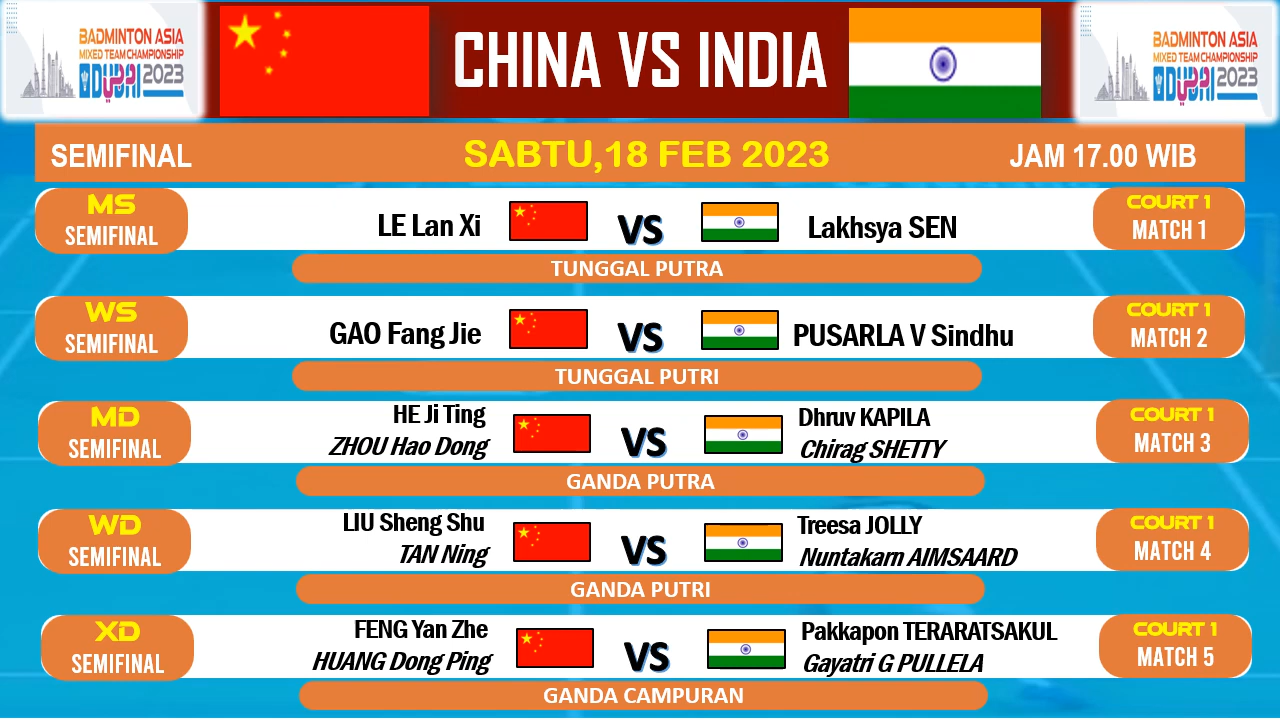 BADMINTON ASIA
MIXED TEAM CHAMPIONSHIP
DUBAI 2023
CHINA VS INDIA
BADMINTON ASIA
MIXED TEAM CHAMPIONSHIP
DUBAI 2023
SEMIFINAL SABTU,18 FEB 2023 JAM 17.00 WIB
MS
SEMIFINAL
LE Lan Xi VS Lakhsya SEN
COURT 1
MATCH 1
TUNGGAL PUTRA
WS
SEMIFINAL
GAO Fang Jie VS PUSARLA V Sindhu
COURT 1
MATCH 2
TUNGGAL PUTRI
MD
SEMIFINAL
HE Ji Ting
ZHOU Hao Dong
VS
Dhruv KAPILA
Chirag SHETTY
COURT 1
MATCH 3
GANDA PUTRA
WD
SEMIFINAL
LIU Sheng Shu
TAN Ning
VS
Treesa JOLLY
Nuntakarn AIMSAARD
COURT 1
MATCH 4
GANDA PUTRI
XD
SEMIFINAL
FENG Yan Zhe
HUANG Dong Ping
VS
Pakkapon TERARATSAKUL
Gayatri G PULLELA
COURT 1
MATCH 5
GANDA CAMPURAN